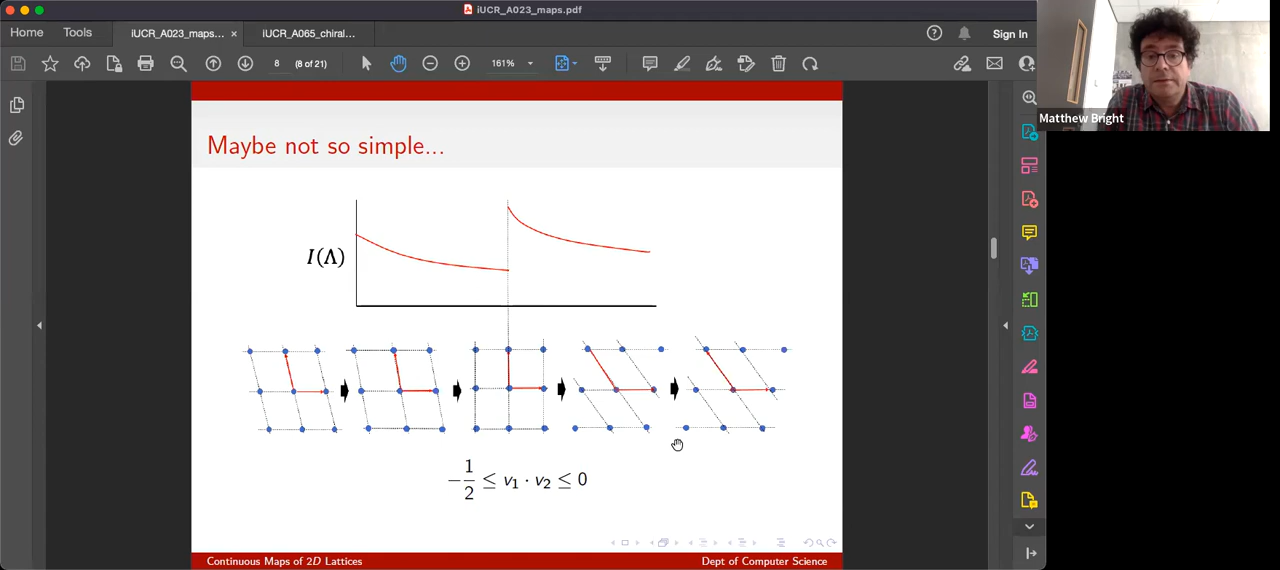 iUCR_A023_maps.pdf
Home
Tools
iUCR_A023_maps... ×
iUCR_A065_chiral...
Sign In
8 (8 of 21)
161%
Matthew Bright
Maybe not so simple...
I(Λ)
−1/2 ≤ v₁ · v₂ ≤ 0
Continuous Maps of 2D Lattices
Dept of Computer Science